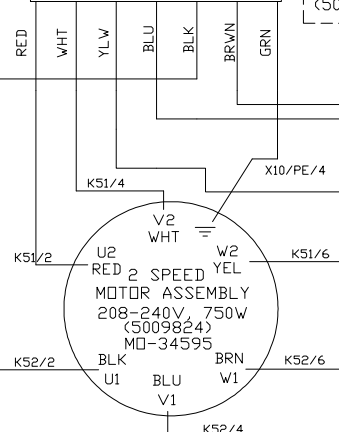 (50
RED
WHT
YLW
BLU
BLK
BRWN
GRN
X10/PE/4
K51/4
V2
WHT
K51/2
U2
RED
W2
YEL
K51/6
2 SPEED
MOTOR ASSEMBLY
208-240V, 750W
(5009824)
MO-34595
K52/2
BLK
U1
BLU
V1
BRN
W1
K52/6
K52/4